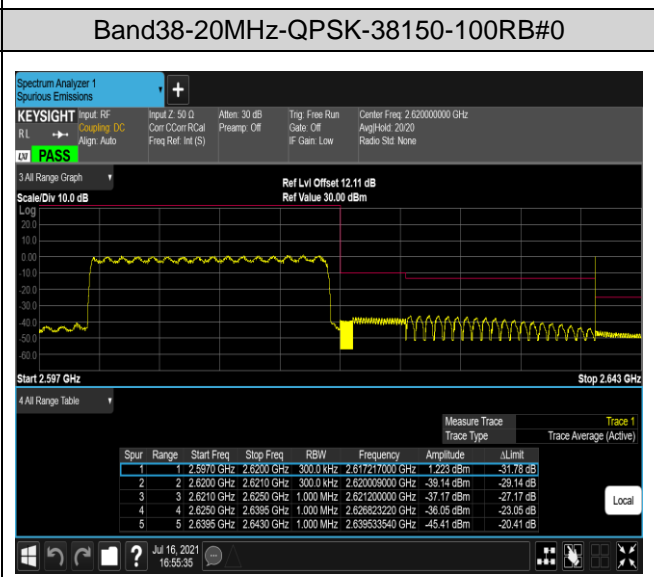 Band38-20MHz-QPSK-38150-100RB#0
Spectrum Analyzer 1
Spurious Emissions
+
KEYSIGHT Input: RF Input Z: 50 Ω Atten: 30 dB Trig: Free Run Center Freq: 2.620000000 GHz
RL Coupling: DC Corr CCorr RCal Preamp: Off Gate: Off Avg|Hold: 20/20
Align: Auto Freq Ref: Int (S) IF Gain: Low Radio Std: None
LXI PASS
3 All Range Graph
Ref Lvl Offset 12.11 dB
Scale/Div 10.0 dB Ref Value 30.00 dBm
Log
20.0
10.0
0.00
-10.0
-20.0
-30.0
-40.0
-50.0
-60.0
Start 2.597 GHz Stop 2.643 GHz
4 All Range Table
Measure Trace Trace 1
Trace Type Trace Average (Active)
Spur Range Start Freq Stop Freq RBW Frequency Amplitude ΔLimit
1 1 2.5970 GHz 2.6200 GHz 300.0 kHz 2.617217000 GHz 1.223 dBm -31.78 dB
2 2 2.6200 GHz 2.6210 GHz 300.0 kHz 2.620009000 GHz -39.14 dBm -29.14 dB
3 3 2.6210 GHz 2.6250 GHz 1.000 MHz 2.621200000 GHz -37.17 dBm -27.17 dB
4 4 2.6250 GHz 2.6395 GHz 1.000 MHz 2.626823220 GHz -36.05 dBm -23.05 dB
5 5 2.6395 GHz 2.6430 GHz 1.000 MHz 2.639533540 GHz -45.41 dBm -20.41 dB
Local
? Jul 16, 2021
16:55:35